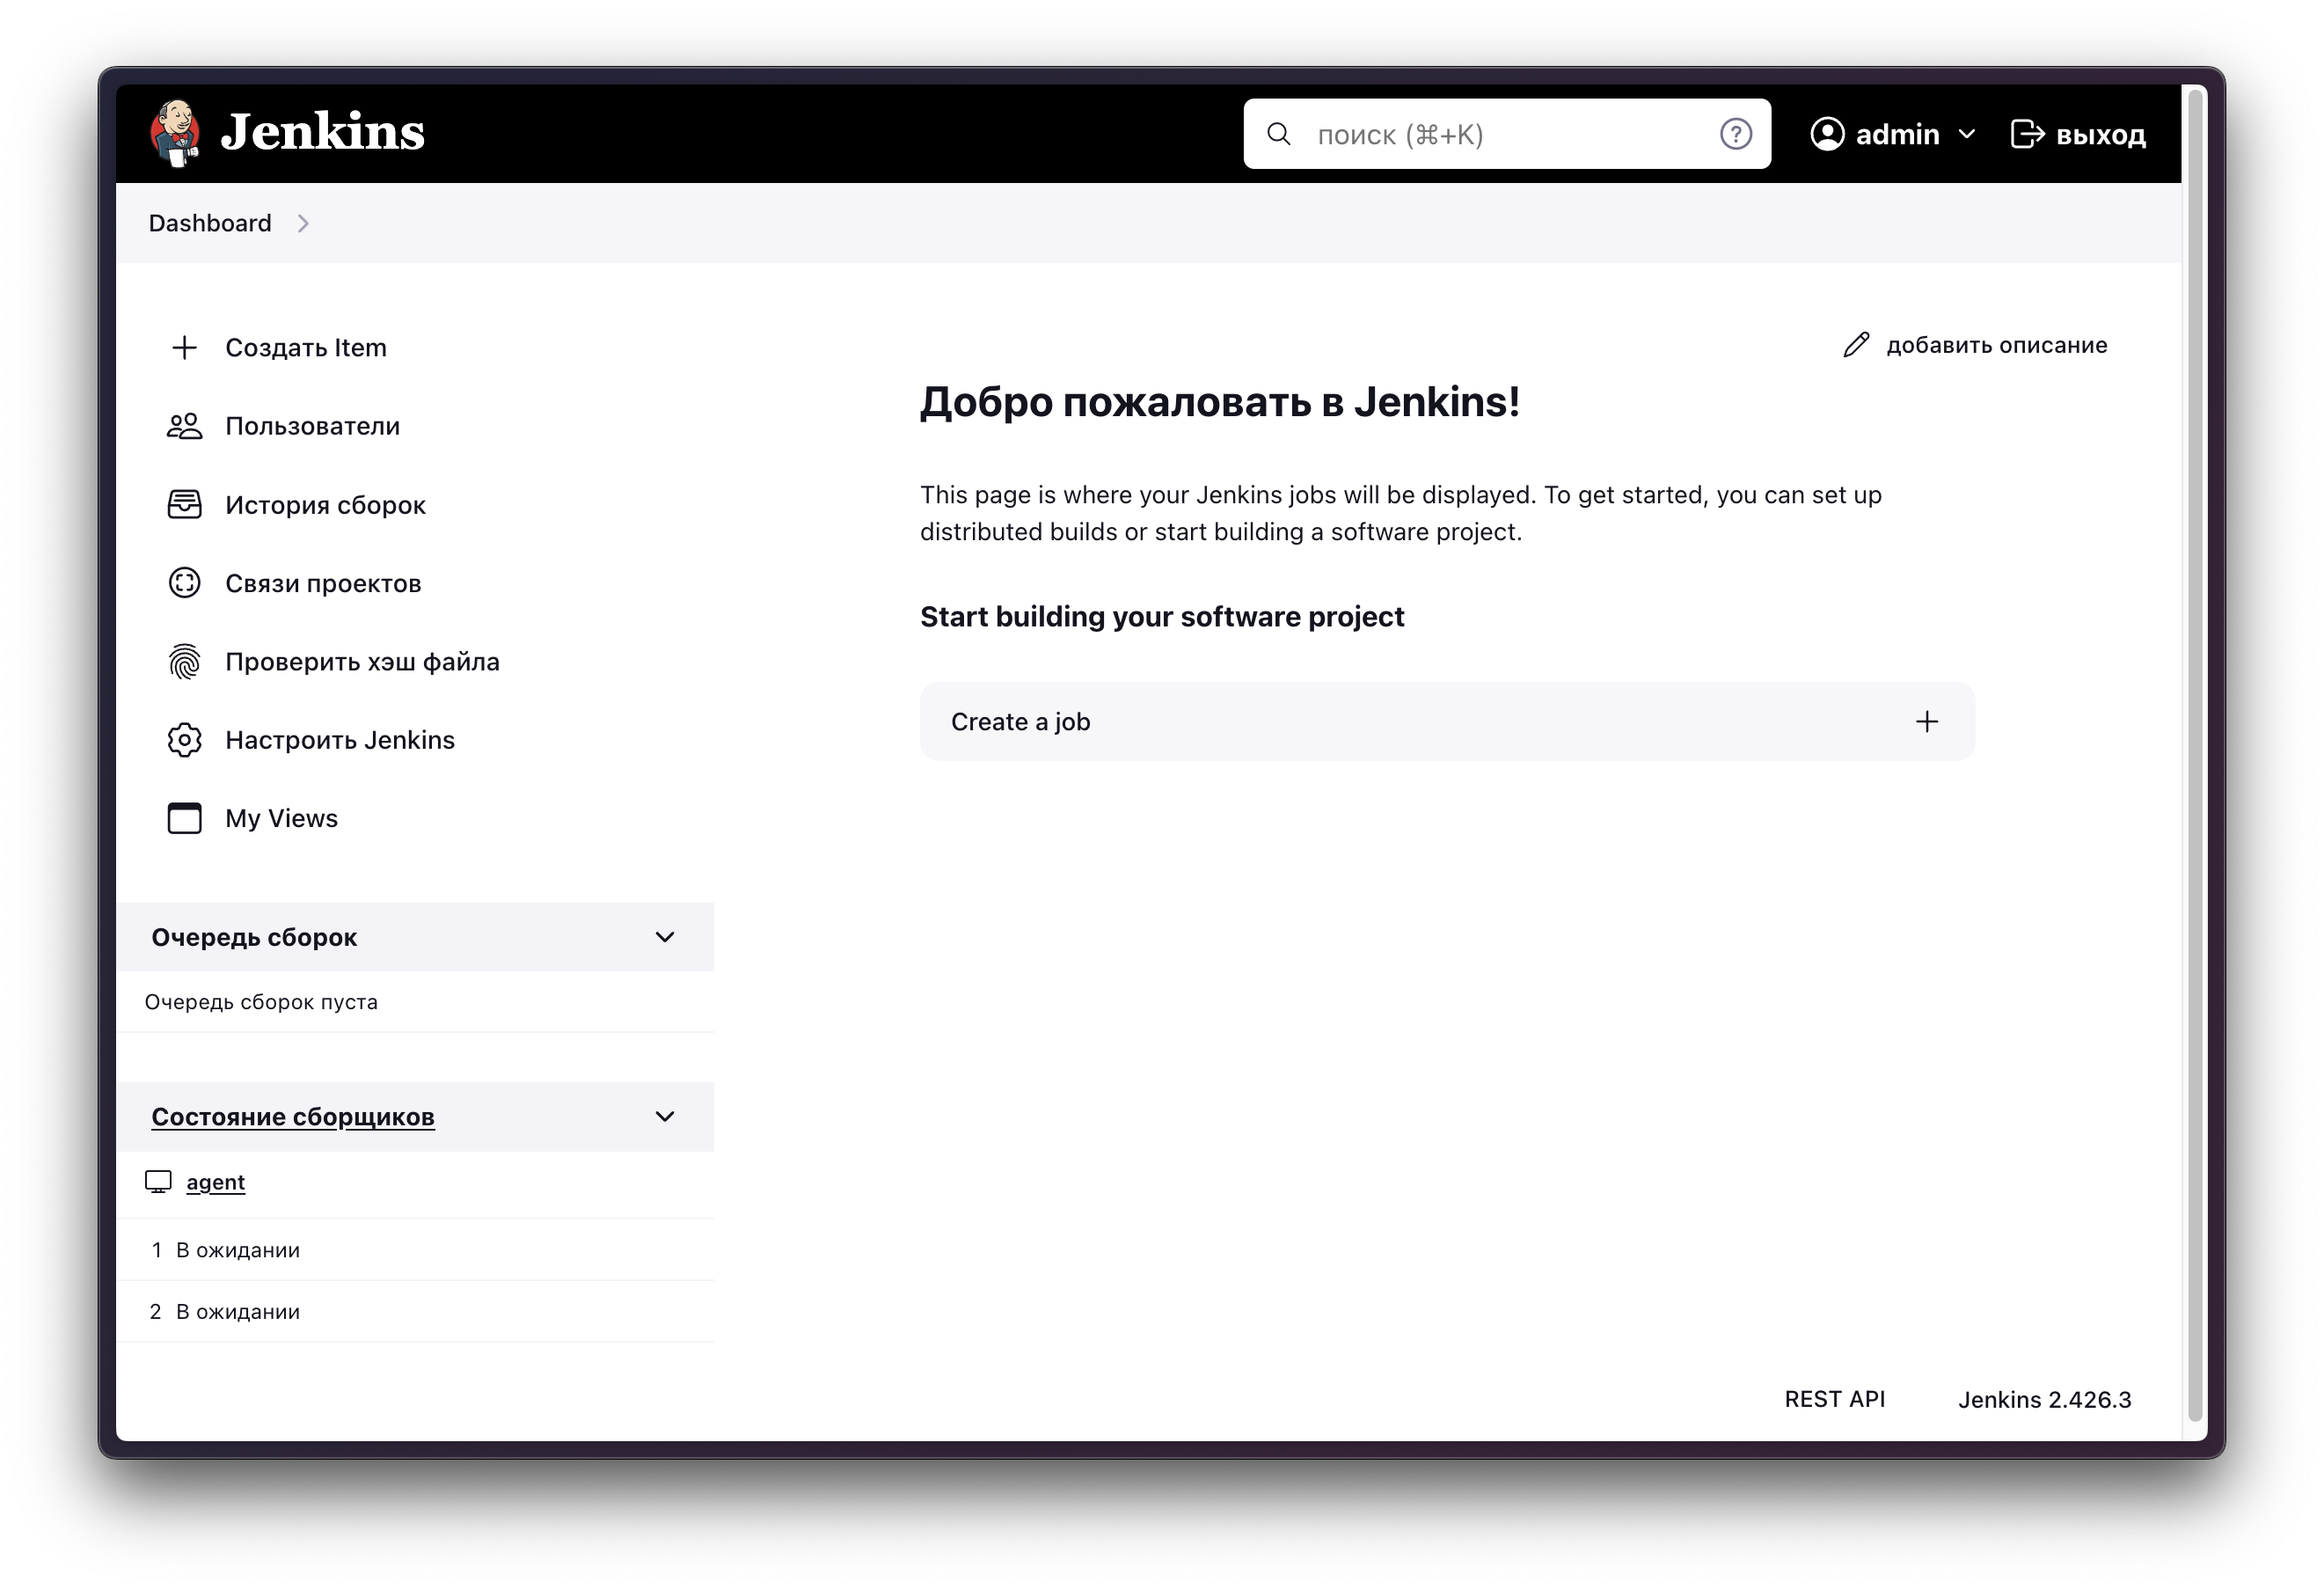 Jenkins
поиск (⌘+K)
?
admin
выход
Dashboard
Создать Item
Пользователи
История сборок
Связи проектов
Проверить хэш файла
Настроить Jenkins
My Views
Очередь сборок
Очередь сборок пуста
Состояние сборщиков
agent
1 В ожидании
2 В ожидании
добавить описание
Добро пожаловать в Jenkins!
This page is where your Jenkins jobs will be displayed. To get started, you can set up
distributed builds or start building a software project.
Start building your software project
Create a job
REST API
Jenkins 2.426.3